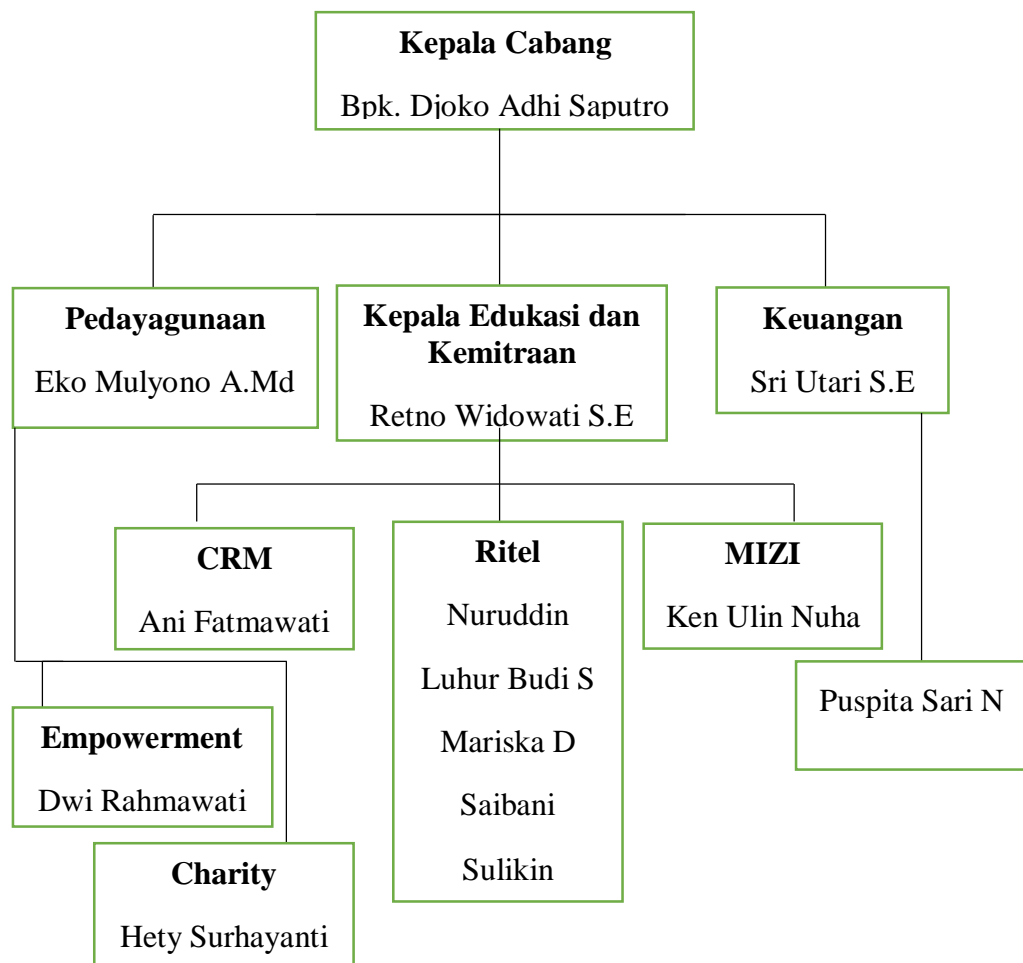 Kepala Cabang
Bpk. Djoko Adhi Saputro
Pedayagunaan
Eko Mulyono A.Md
Kepala Edukasi dan
Kemitraan
Retno Widowati S.E
Keuangan
Sri Utari S.E
CRM
Ani Fatmawati
Ritel
Nuruddin
Luhur Budi S
Mariska D
Saibani
Sulikin
MIZI
Ken Ulin Nuha
Puspita Sari N
Empowerment
Dwi Rahmawati
Charity
Hety Surhayanti